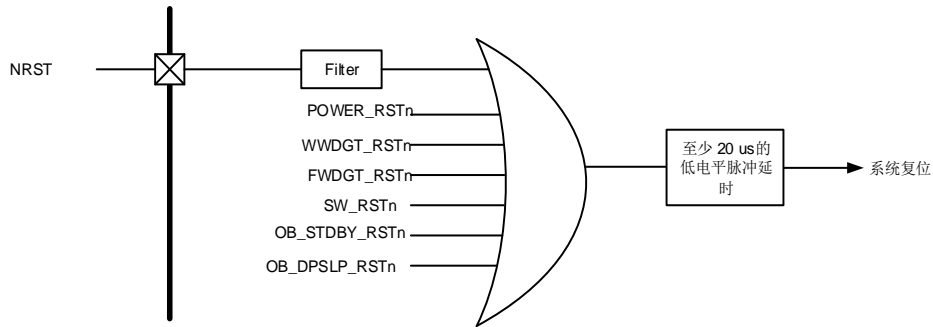 NRST
Filter
POWER_RSTn
WWDGT_RSTn
FWDGT_RSTn
SW_RSTn
OB_STDBY_RSTn
OB_DPSLP_RSTn
至少 20 us的
低电平脉冲延
时
系统复位